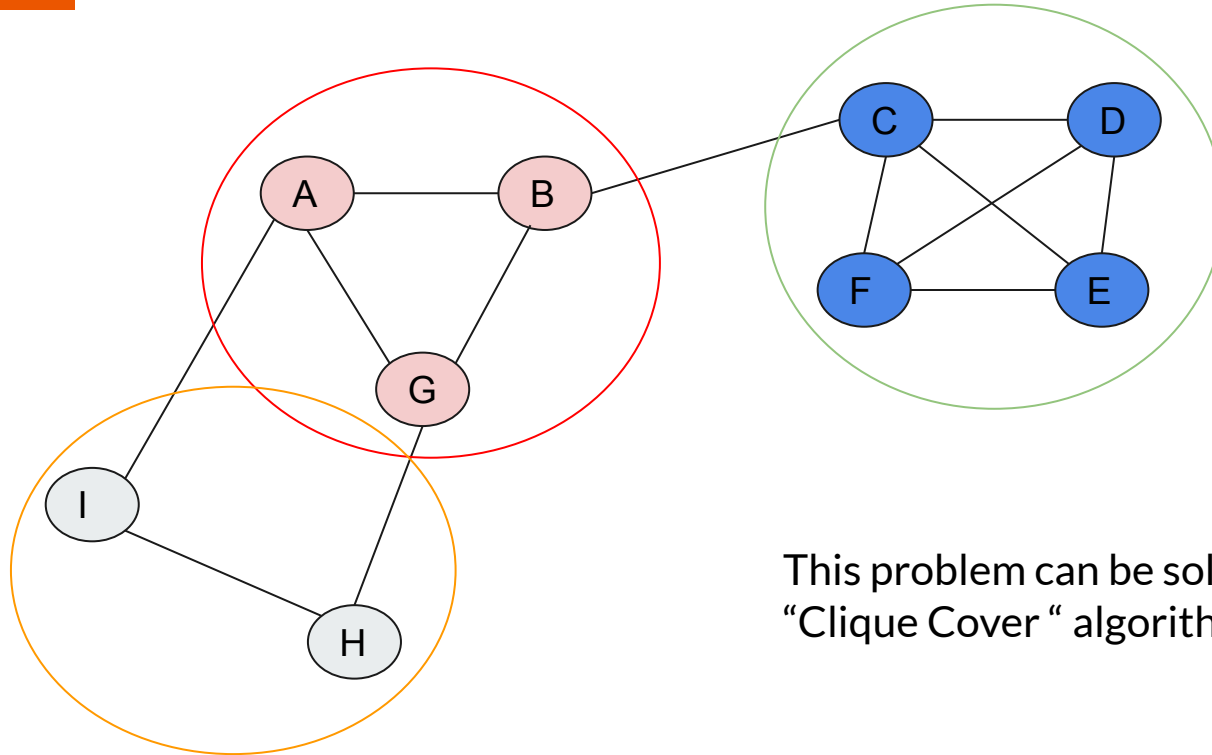 C D
A B
F E
G
I
This problem can be sol
“Clique Cover “ algorith
H